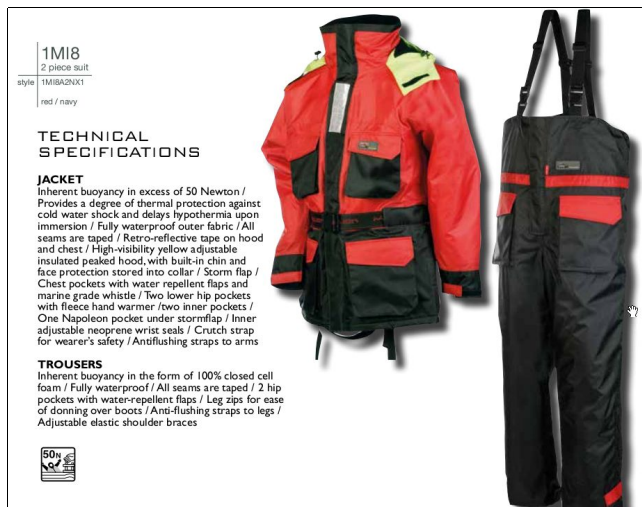 1MI8
2 piece suit
style 1MI8A2NX1
red / navy
TECHNICAL
SPECIFICATIONS
JACKET
Inherent buoyancy in excess of 50 Newton /
Provides a degree of thermal protection against
cold water shock and delays hypothermia upon
immersion / Fully waterproof outer fabric / All
seams are taped / Retro-reflective tape on hood
and chest / High-visibility yellow adjustable
insulated peaked hood, with built-in chin and
face protection stored into collar / Storm flap /
Chest pockets with water repellent flaps and
marine grade whistle / Two lower hip pockets
with fleece hand warmer /two inner pockets /
One Napoleon pocket under stormflap / Inner
adjustable neoprene wrist seals / Crutch strap
for wearer's safety / Antiflushing straps to arms
TROUSERS
Inherent buoyancy in the form of 100% closed cell
foam / Fully waterproof / All seams are taped / 2 hip
pockets with water-repellent flaps / Leg zips for ease
of donning over boots / Anti-flushing straps to legs /
Adjustable elastic shoulder braces
50N